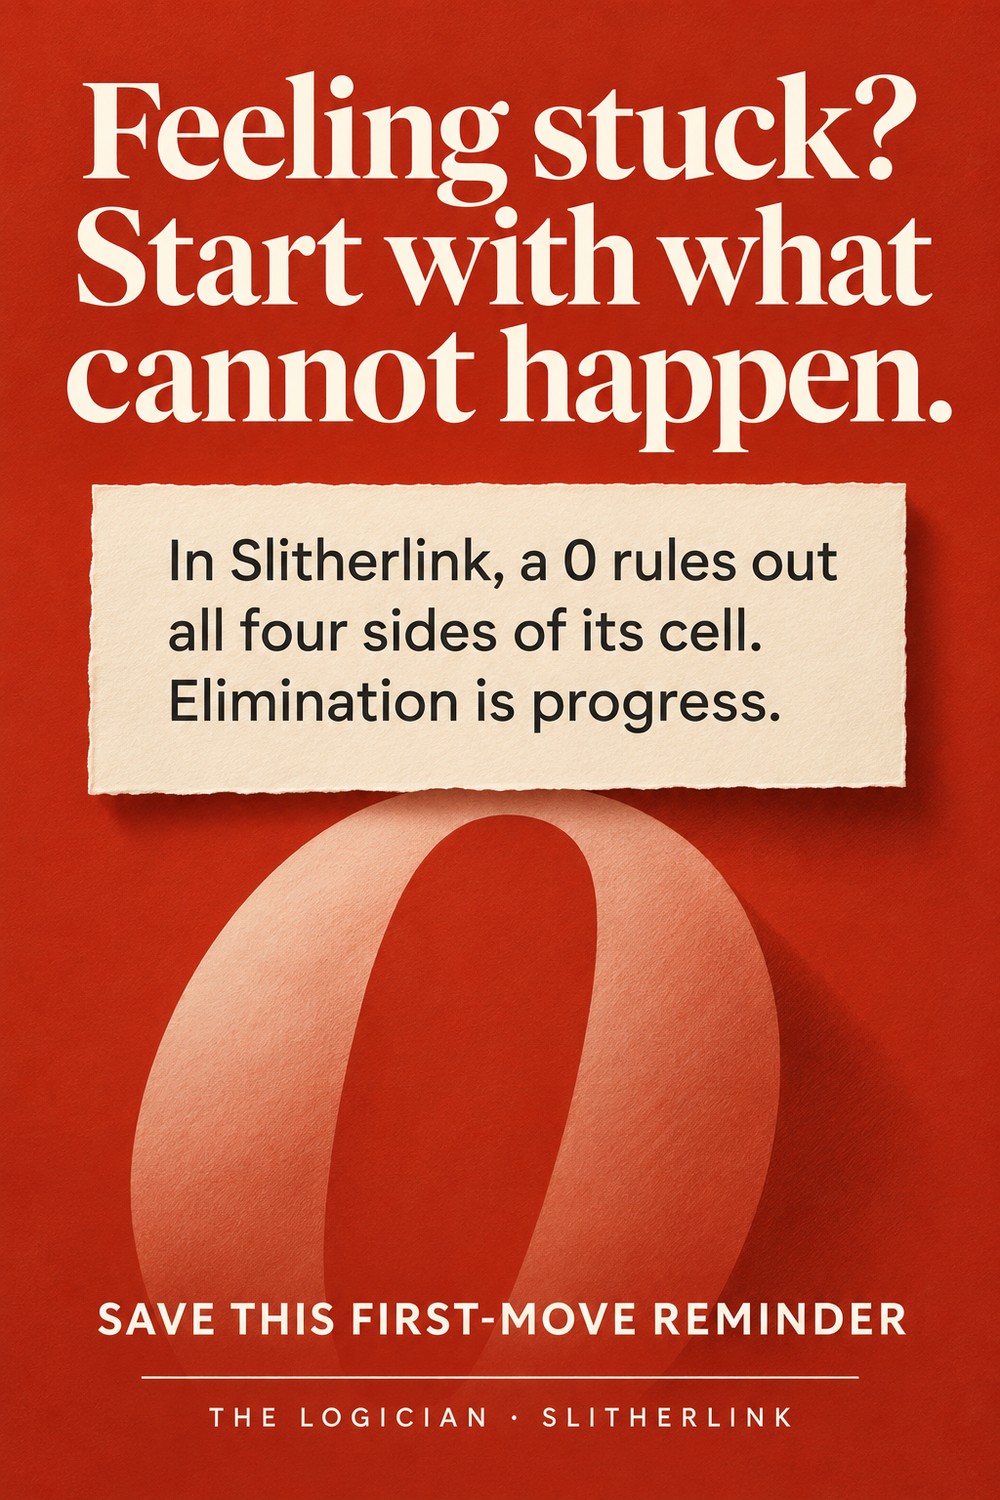 Feeling stuck?
Start with what
cannot happen.
In Slitherlink, a 0 rules out
all four sides of its cell.
Elimination is progress.
0
SAVE THIS FIRST-MOVE REMINDER
THE LOGICIAN · SLITHERLINK